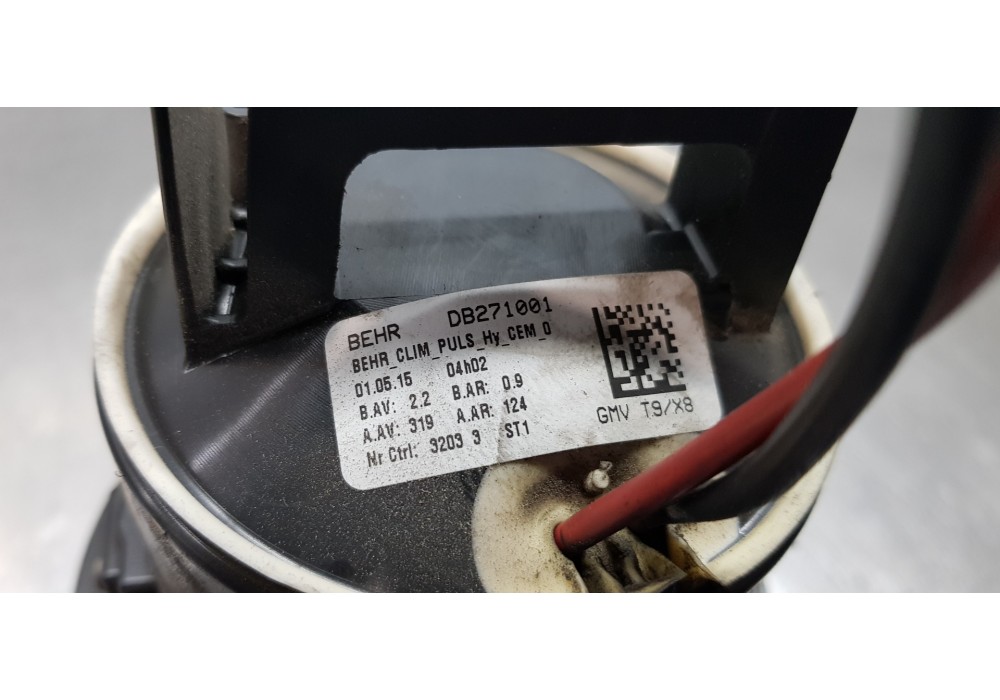 BEHR DB271001
BEHR_CLIM_PULS_Hy_CEM_0
01.05.15 04h02
B.AV: 2.2 B.AR: 0.9
A.AV: 319 A.AR: 124
Nr Ctrl: 3203 3 ST1
GMV T9/X8